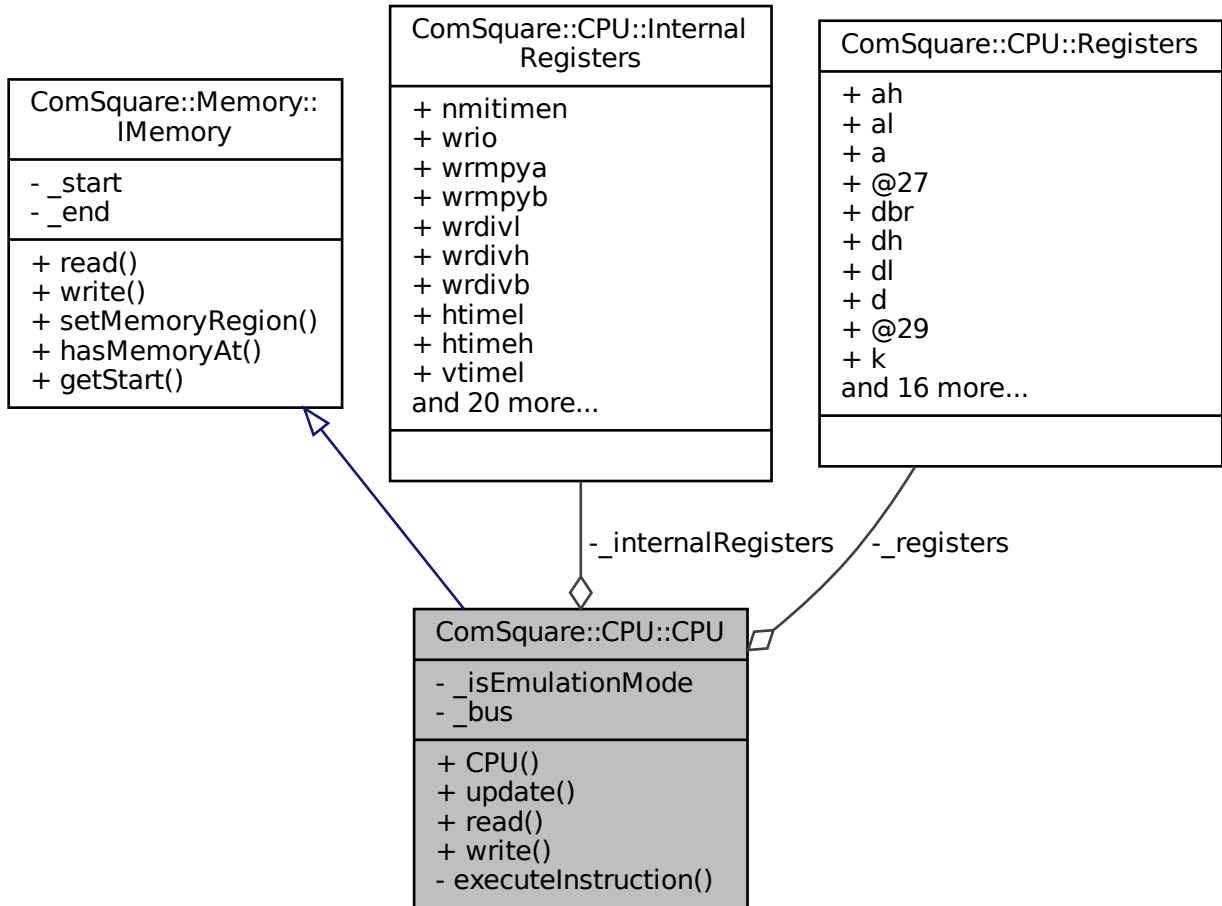 ComSquare::Memory::
IMemory
- _start
- _end
+ read()
+ write()
+ setMemoryRegion()
+ hasMemoryAt()
+ getStart()
ComSquare::CPU::Internal
Registers
+ nmitimen
+ wrio
+ wrmpya
+ wrmpyb
+ wrdivl
+ wrdivh
+ wrdivb
+ htimel
+ htimeh
+ vtimel
and 20 more...
ComSquare::CPU::Registers
+ ah
+ al
+ a
+ @27
+ dbr
+ dh
+ dl
+ d
+ @29
+ k
and 16 more...
-_internalRegisters
-_registers
ComSquare::CPU::CPU
- _isEmulationMode
- _bus
+ CPU()
+ update()
+ read()
+ write()
- executeInstruction()